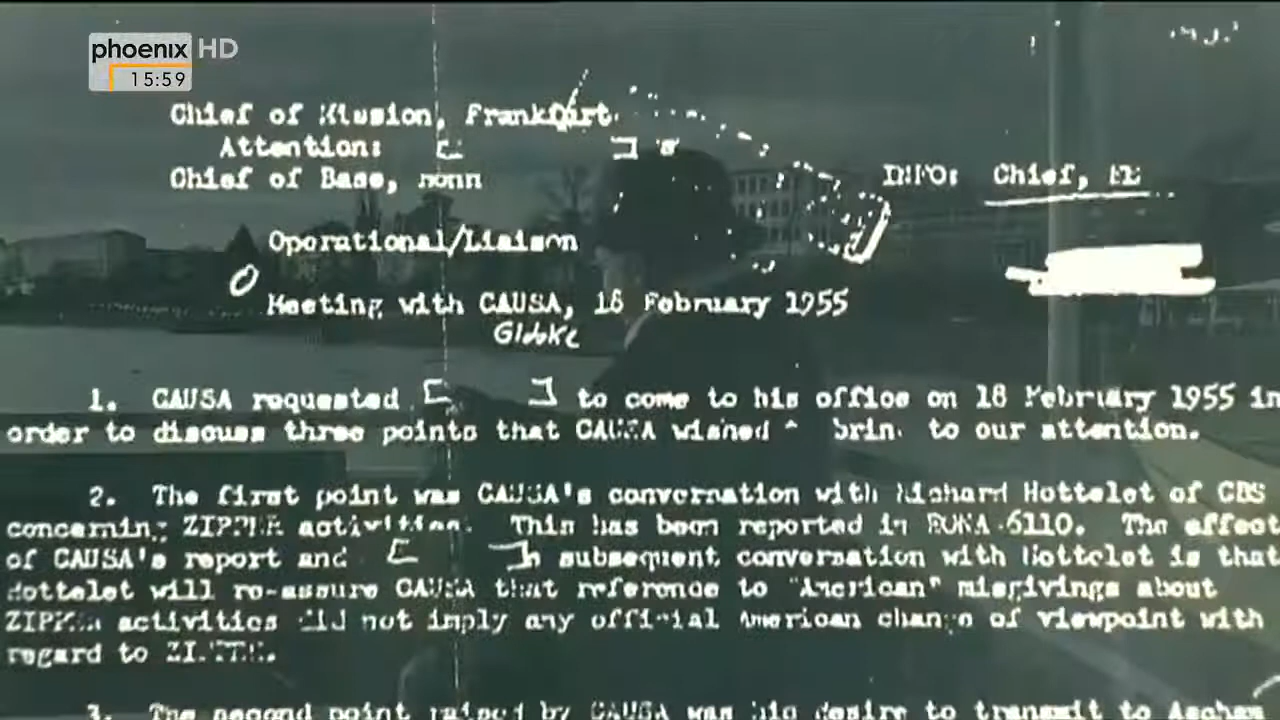 phoenix HD
15:59
Chief of Mission, Frankfurt
Attention:
Chief of Base, Bonn
INFO: Chief, EE
Operational/Liaison
Meeting with CAUSA, 18 February 1955
Globke
1. CAUSA requested [ ] to come to his office on 18 February 1955 in
order to discuss three points that CAUSA wished brin to our attention.
2. The first point was CAUSA's conversation with Richard Hottelet of CBS
concerning ZIPPER activities. This has been reported in -6110. The effect
of CAUSA's report and [ ] subsequent conversation with Hottelet is that
Hottelet will re-assure CAUSA that reference to "American" misgivings about
ZIPPER activities did not imply any official American change of viewpoint with
regard to ZIPPER.
3. The second point raised by CAUSA was his desire to transmit to